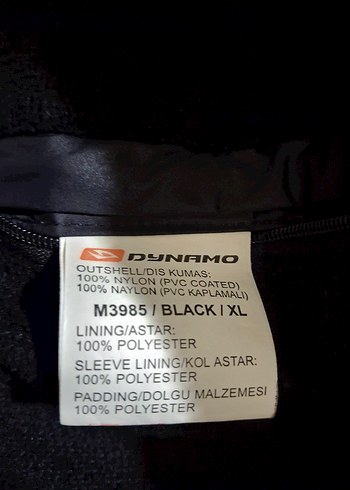 DYNAMO
OUTSHELL/DIS KUMAS:
100% NYLON (PVC COATED)
100% NAYLON (PVC KAPLAMALI)
M3985 / BLACK / XL
LINING/ASTAR:
100% POLYESTER
SLEEVE LINING/KOL ASTAR:
100% POLYESTER
PADDING/DOLGU MALZEMESI
100% POLYESTER